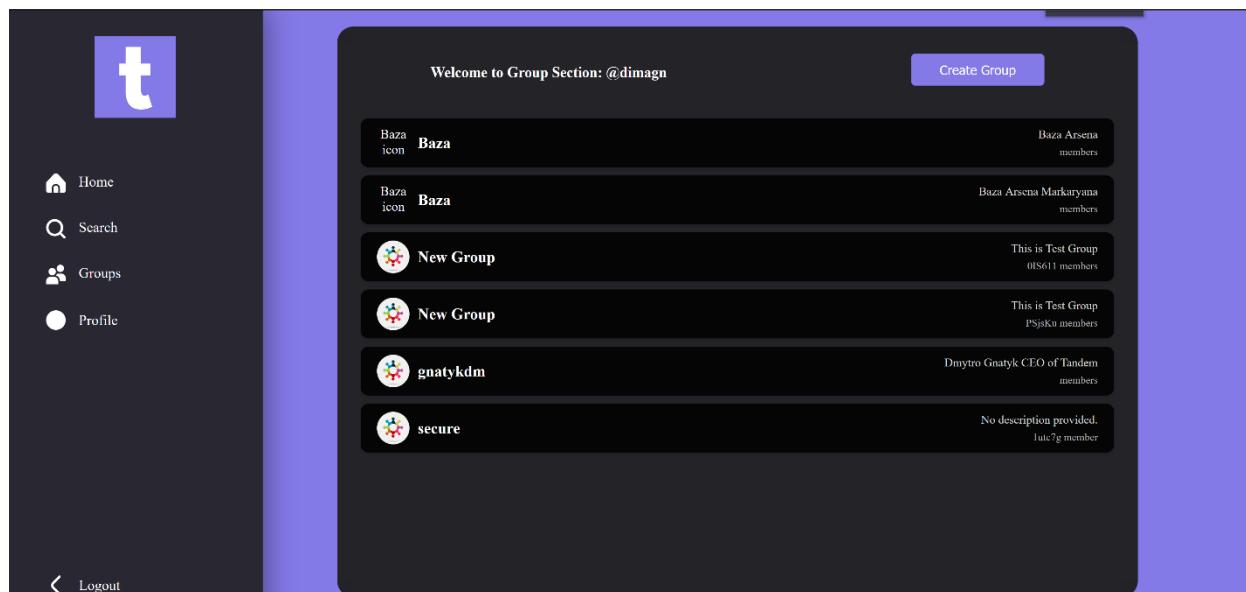 t
Home
Search
Groups
Profile
Logout
Welcome to Group Section: @dimagn
Create Group
Baza icon
Baza
Baza Arsena
members
Baza icon
Baza
Baza Arsena Markaryana
members
New Group
This is Test Group
0IS611 members
New Group
This is Test Group
PSjsKu members
gnatykdm
Dmytro Gnatyk CEO of Tandem
members
secure
No description provided.
member